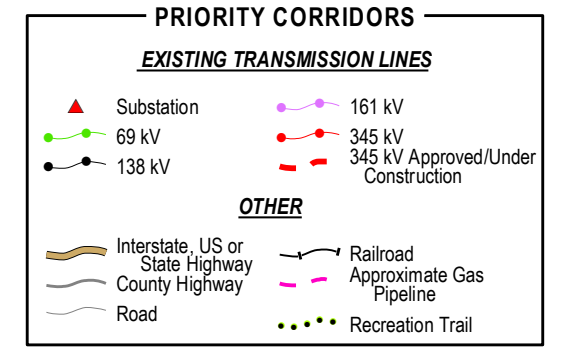 PRIORITY CORRIDORS
EXISTING TRANSMISSION LINES
Substation
69 kV
138 kV
161 kV
345 kV
345 kV Approved/Under
Construction
OTHER
Interstate, US or
State Highway
County Highway
Road
Railroad
Approximate Gas
Pipeline
Recreation Trail